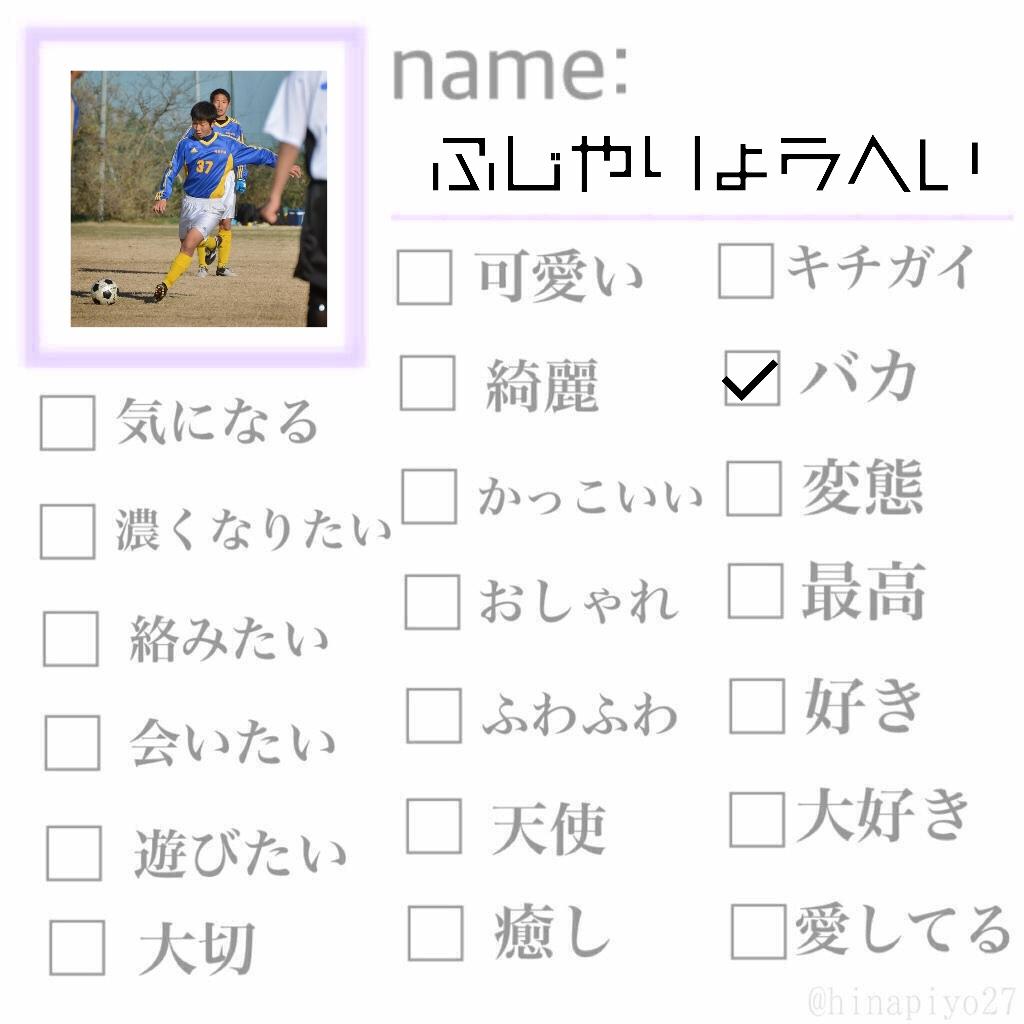 name:
ふじやりょうへい
37
気になる
濃くなりたい
絡みたい
会いたい
遊びたい
大切
可愛い
綺麗
かっこいい
おしゃれ
ふわふわ
天使
癒し
キチガイ
バカ
変態
最高
好き
大好き
愛してる
@hinapiyo27